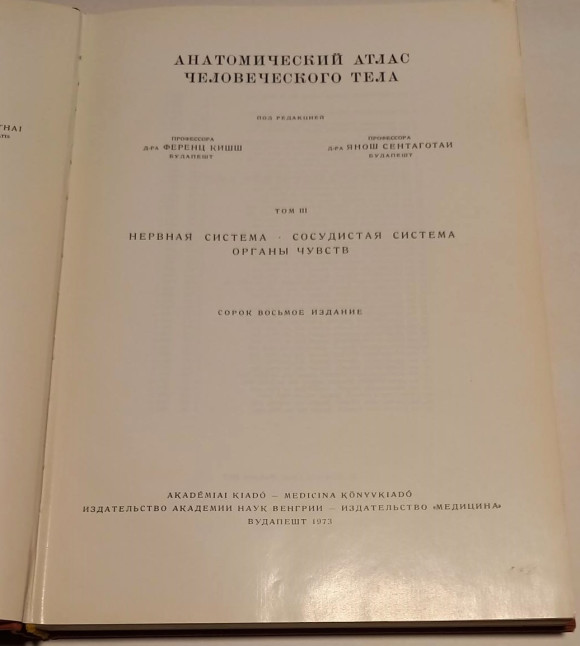 THAI
АНАТОМИЧЕСКИЙ АТЛАС
ЧЕЛОВЕЧЕСКОГО ТЕЛА
ПОД РЕДАКЦИЕЙ
ПРОФЕССОРА
Д-РА ФЕРЕНЦ КИШШ
БУДАПЕШТ
ПРОФЕССОРА
Д-РА ЯНОШ СЕНТАГОТАИ
БУДАПЕШТ
ТОМ III
НЕРВНАЯ СИСТЕМА · СОСУДИСТАЯ СИСТЕМА
ОРГАНЫ ЧУВСТВ
СОРОК ВОСЬМОЕ ИЗДАНИЕ
AKADÉMIAI KIADÓ — MEDICINA KÖNYVKIADÓ
ИЗДАТЕЛЬСТВО АКАДЕМИИ НАУК ВЕНГРИИ — ИЗДАТЕЛЬСТВО «МЕДИЦИНА»
БУДАПЕШТ 1973